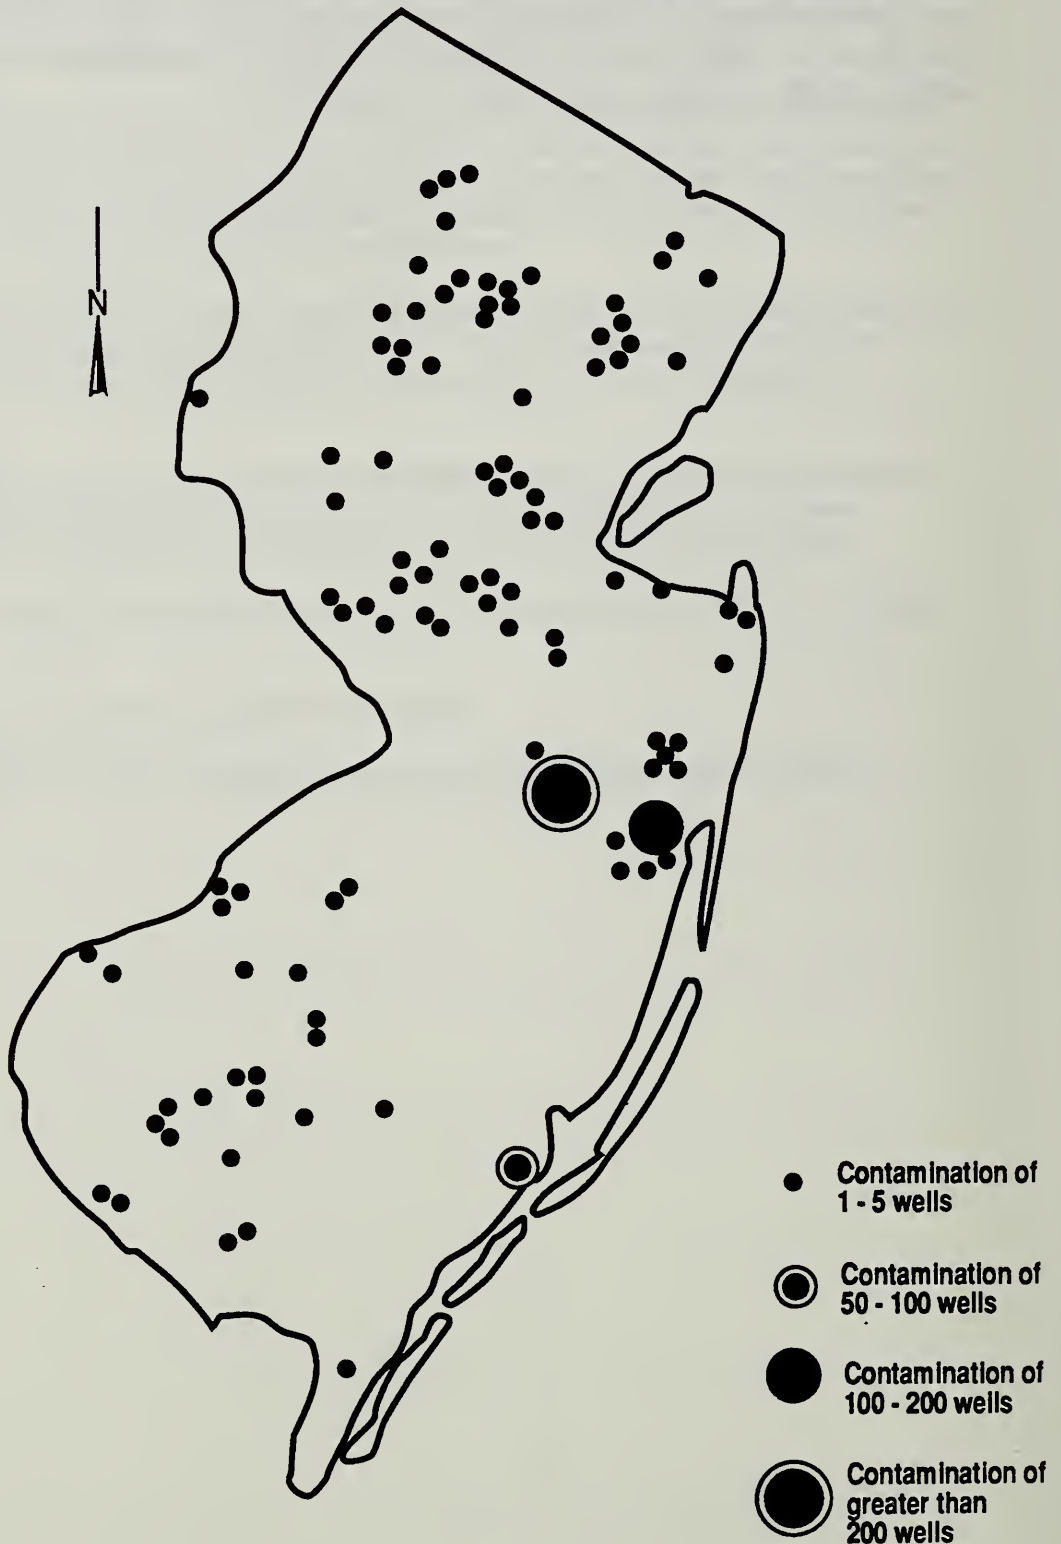 N
Contamination of
1 - 5 wells
Contamination of
50 - 100 wells
Contamination of
100 - 200 wells
Contamination of
greater than
200 wells